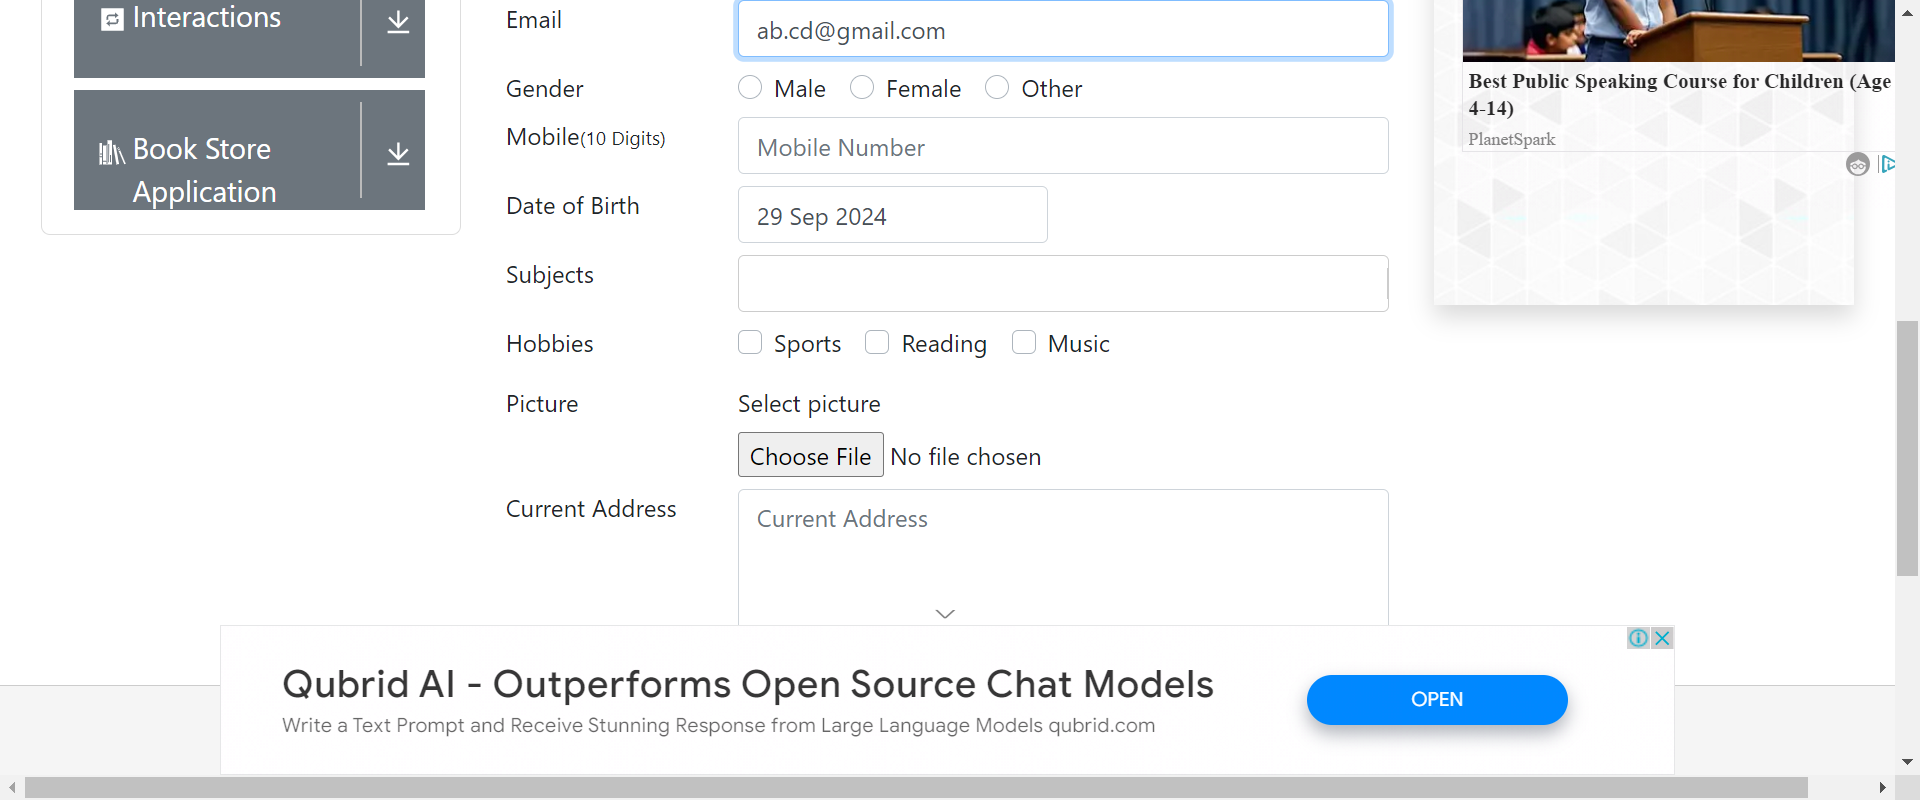 Interactions
Book Store
Application
Email
ab.cd@gmail.com
Gender
Male
Female
Other
Mobile(10 Digits)
Mobile Number
Date of Birth
29 Sep 2024
Subjects
Hobbies
Sports
Reading
Music
Picture
Select picture
Choose File
No file chosen
Current Address
Current Address
Best Public Speaking Course for Children (Age
4-14)
PlanetSpark
Qubrid AI - Outperforms Open Source Chat Models
Write a Text Prompt and Receive Stunning Response from Large Language Models qubrid.com
OPEN